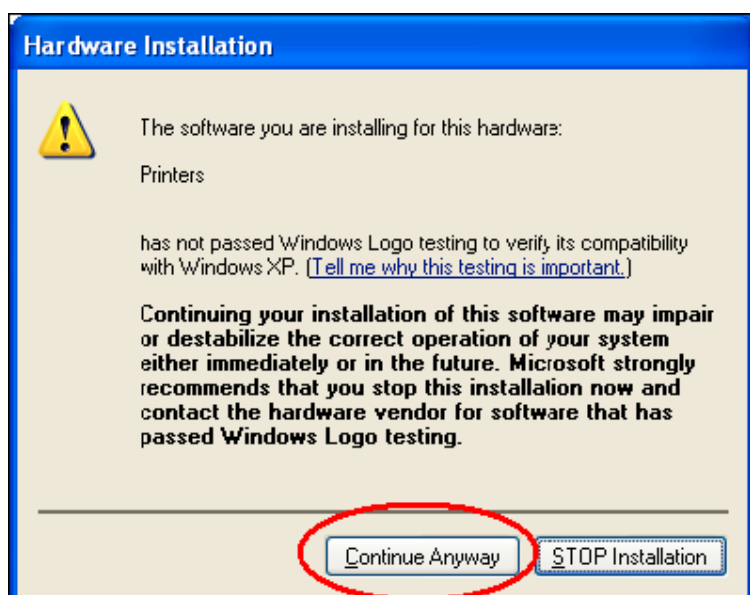 Hardware Installation
The software you are installing for this hardware:
Printers
has not passed Windows Logo testing to verify its compatibility
with Windows XP. (Tell me why this testing is important.)
Continuing your installation of this software may impair
or destabilize the correct operation of your system
either immediately or in the future. Microsoft strongly
recommends that you stop this installation now and
contact the hardware vendor for software that has
passed Windows Logo testing.
Continue Anyway
STOP Installation